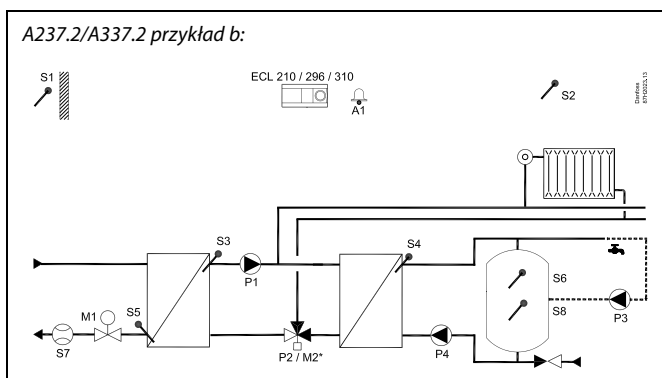 A237.2/A337.2 przykład b:
S1
ECL 210 / 296 / 310
A1
S2
Danfoss
87H2023.13
S3
P1
S4
S6
S8
P3
M1
S5
S7
P2 / M2*
P4